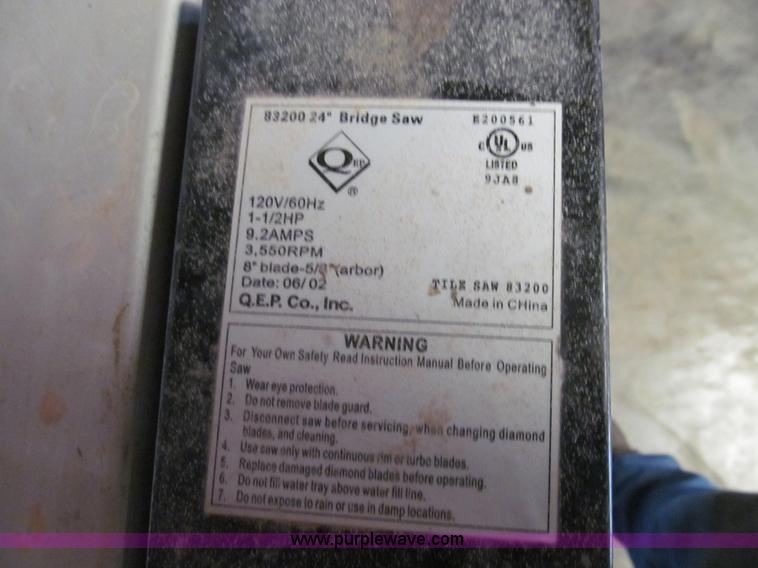 83200 24" Bridge Saw
E200561
QEP
®
C UL US
LISTED
9JA8
120V/60Hz
1-1/2HP
9.2AMPS
3,550RPM
8" blade-5/8"(arbor)
Date: 06/02
Q.E.P. Co., Inc.
TILE SAW 83200
Made in CHina
WARNING
For Your Own Safety Read Instruction Manual Before Operating
Saw
1. Wear eye protection.
2. Do not remove blade guard.
3. Disconnect saw before servicing, when changing diamond
blades, and cleaning.
4. Use saw only with continuous rim or turbo blades.
5. Replace damaged diamond blades before operating.
6. Do not fill water tray above water fill line.
7. Do not expose to rain or use in damp locations.
www.purplewave.com